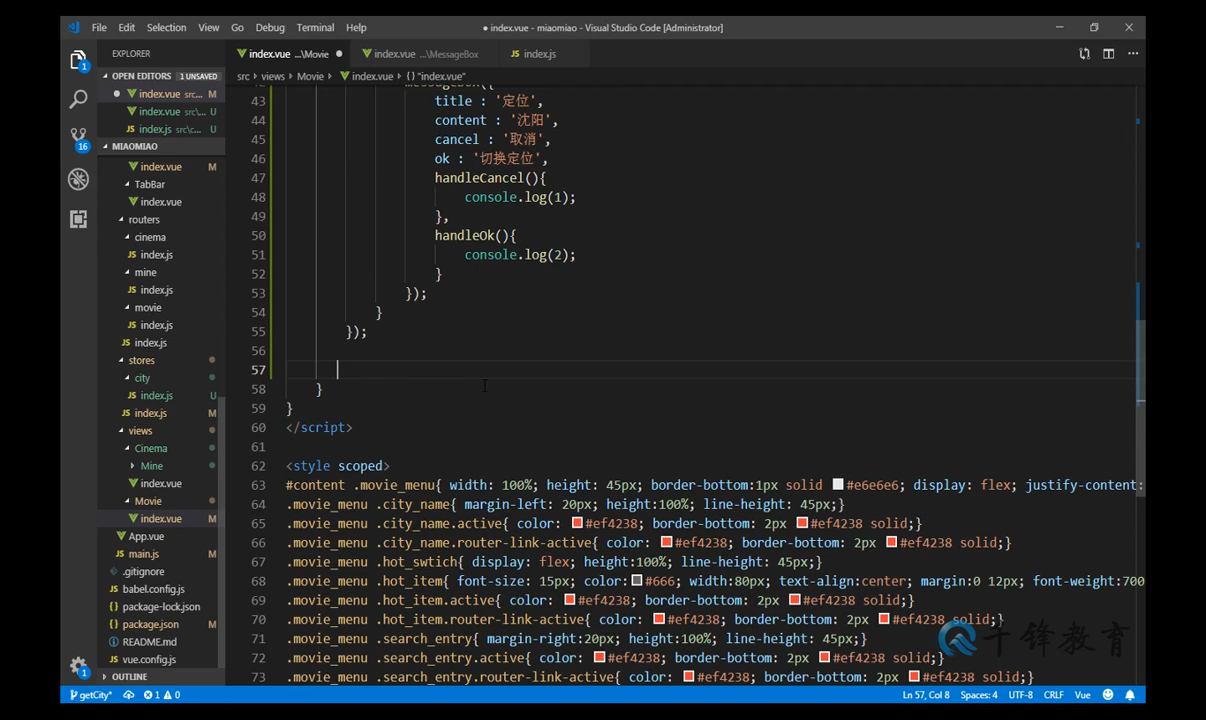 File Edit Selection View Go Debug Terminal Help
● index.vue - miaomiao - Visual Studio Code [Administrator]
EXPLORER
index.vue ...\Movie ● index.vue ...\MessageBox index.js
OPEN EDITORS 1 UNSAVED
src › views › Movie › index.vue › {} "index.vue"
index.vue src... M
index.vue src\... U
index.js src\c... U
MIAOMIAO
index.vue M
TabBar
index.vue
routers
cinema
index.js
mine
index.js
movie
index.js
index.js
stores
city
index.js U
index.js M
views
Cinema
Mine
index.vue
Movie
index.vue M
App.vue
main.js M
.gitignore
babel.config.js
package-lock.json
package.json M
README.md
vue.config.js
OUTLINE
43 title : '定位',
44 content : '沈阳',
45 cancel : '取消',
46 ok : '切换定位',
47 handleCancel(){
48 console.log(1);
49 },
50 handleOk(){
51 console.log(2);
52 }
53 });
54 }
55 });
56
57
58 }
59 }
60 </script>
61
62 <style scoped>
63 #content .movie_menu{ width: 100%; height: 45px; border-bottom:1px solid #e6e6e6; display: flex; justify-content:
64 .movie_menu .city_name{ margin-left: 20px; height:100%; line-height: 45px;}
65 .movie_menu .city_name.active{ color: #ef4238; border-bottom: 2px #ef4238 solid;}
66 .movie_menu .city_name.router-link-active{ color: #ef4238; border-bottom: 2px #ef4238 solid;}
67 .movie_menu .hot_swtich{ display: flex; height:100%; line-height: 45px;}
68 .movie_menu .hot_item{ font-size: 15px; color:#666; width:80px; text-align:center; margin:0 12px; font-weight:700
69 .movie_menu .hot_item.active{ color: #ef4238; border-bottom: 2px #ef4238 solid;}
70 .movie_menu .hot_item.router-link-active{ color: #ef4238; border-bottom: 2px #ef4238 solid;}
71 .movie_menu .search_entry{ margin-right:20px; height:100%; line-height: 45px;}
72 .movie_menu .search_entry.active{ color: #ef4238; border-bottom: 2px #ef4238 solid;}
73 .movie_menu .search_entry.router-link-active{ color: #ef4238; border-bottom: 2px #ef4238 solid;}
千锋教育
1
16
1
getCity* 1 0 Ln 57, Col 8 Spaces: 4 UTF-8 CRLF Vue